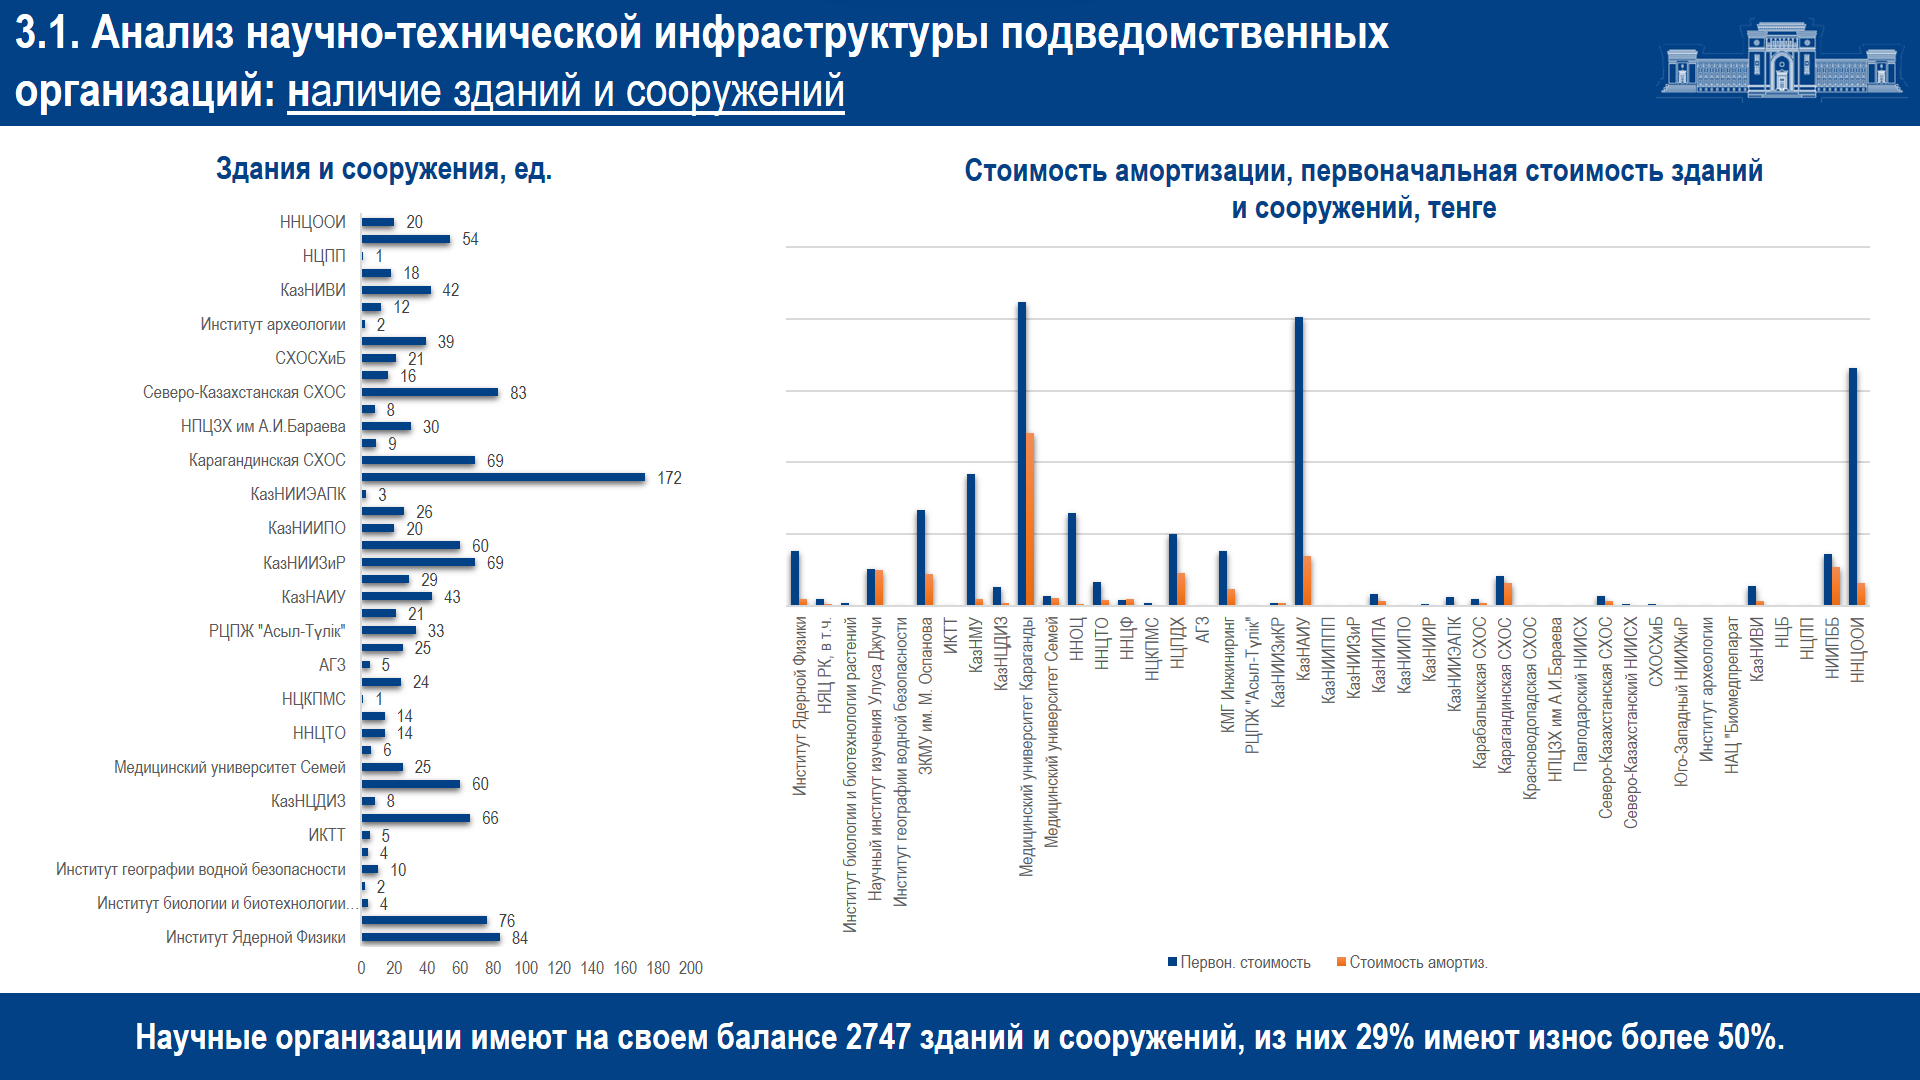 3.1. Анализ научно-технической инфраструктуры подведомственных
организаций: наличие зданий и сооружений
Здания и сооружения, ед.
ННЦООИ 20
54
НЦПП 1
18
КазНИВИ 42
12
Институт археологии 2
39
СХОСХиБ 21
16
Северо-Казахстанская СХОС 83
8
НПЦЗХ им А.И.Бараева 30
9
Карагандинская СХОС 69
172
КазНИИЭАПК 3
26
КазНИИПО 20
60
КазНИИЗиР 69
29
КазНАИУ 43
21
РЦПЖ "Асыл-Түлік" 33
25
АГЗ 5
24
НЦКПМС 1
14
ННЦТО 14
6
Медицинский университет Семей 25
60
КазНЦДИЗ 8
66
ИКТТ 5
4
Институт географии водной безопасности 10
2
Институт биологии и биотехнологии... 4
76
Институт Ядерной Физики 84
0 20 40 60 80 100 120 140 160 180 200
Стоимость амортизации, первоначальная стоимость зданий
и сооружений, тенге
Институт Ядерной Физики
НЯЦ РК, в т.ч.
Институт биологии и биотехнологии растений
Научный институт изучения Улуса Джучи
Институт географии водной безопасности
ЗКМУ им. М. Оспанова
ИКТТ
КазНМУ
КазНЦДИЗ
Медицинский университет Караганды
Медицинский университет Семей
ННОЦ
ННЦТО
ННЦФ
НЦКПМС
НЦПДХ
АГЗ
КМГ Инжиниринг
РЦПЖ "Асыл-Түлік"
КазНИИЗиКР
КазНАИУ
КазНИИППП
КазНИИЗиР
КазНИИПА
КазНИИПО
КазНИИР
КазНИИЭАПК
Карабалыкская СХОС
Карагандинская СХОС
Красноводопадская СХОС
НПЦЗХ им А.И.Бараева
Павлодарский НИИСХ
Северо-Казахстанская СХОС
Северо-Казахстанский НИИСХ
СХОСХиБ
Юго-Западный НИИЖиР
Институт археологии
НАЦ "Биомедпрепарат
КазНИВИ
НЦБ
НЦПП
НИИПББ
ННЦООИ
Первон. стоимость Стоимость амортиз.
Научные организации имеют на своем балансе 2747 зданий и сооружений, из них 29% имеют износ более 50%.